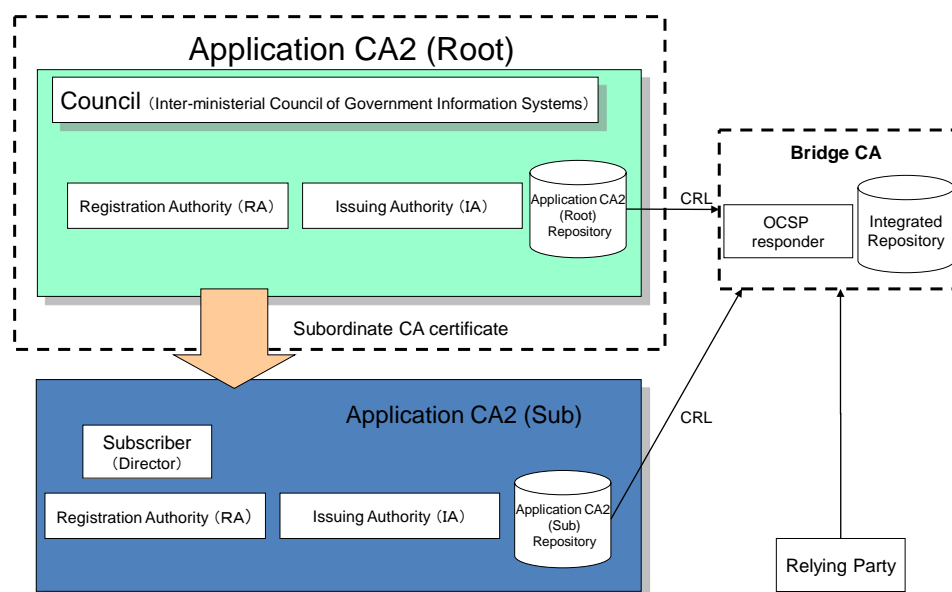 Application CA2 (Root)
Council（Inter-ministerial Council of Government Information Systems）
Registration Authority（RA）
Issuing Authority（IA）
Application CA2
(Root)
Repository
CRL
Bridge CA
OCSP
responder
Integrated
Repository
Subordinate CA certificate
Application CA2 (Sub)
Subscriber
（Director）
Registration Authority（RA）
Issuing Authority（IA）
Application CA2
(Sub)
Repository
CRL
Relying Party